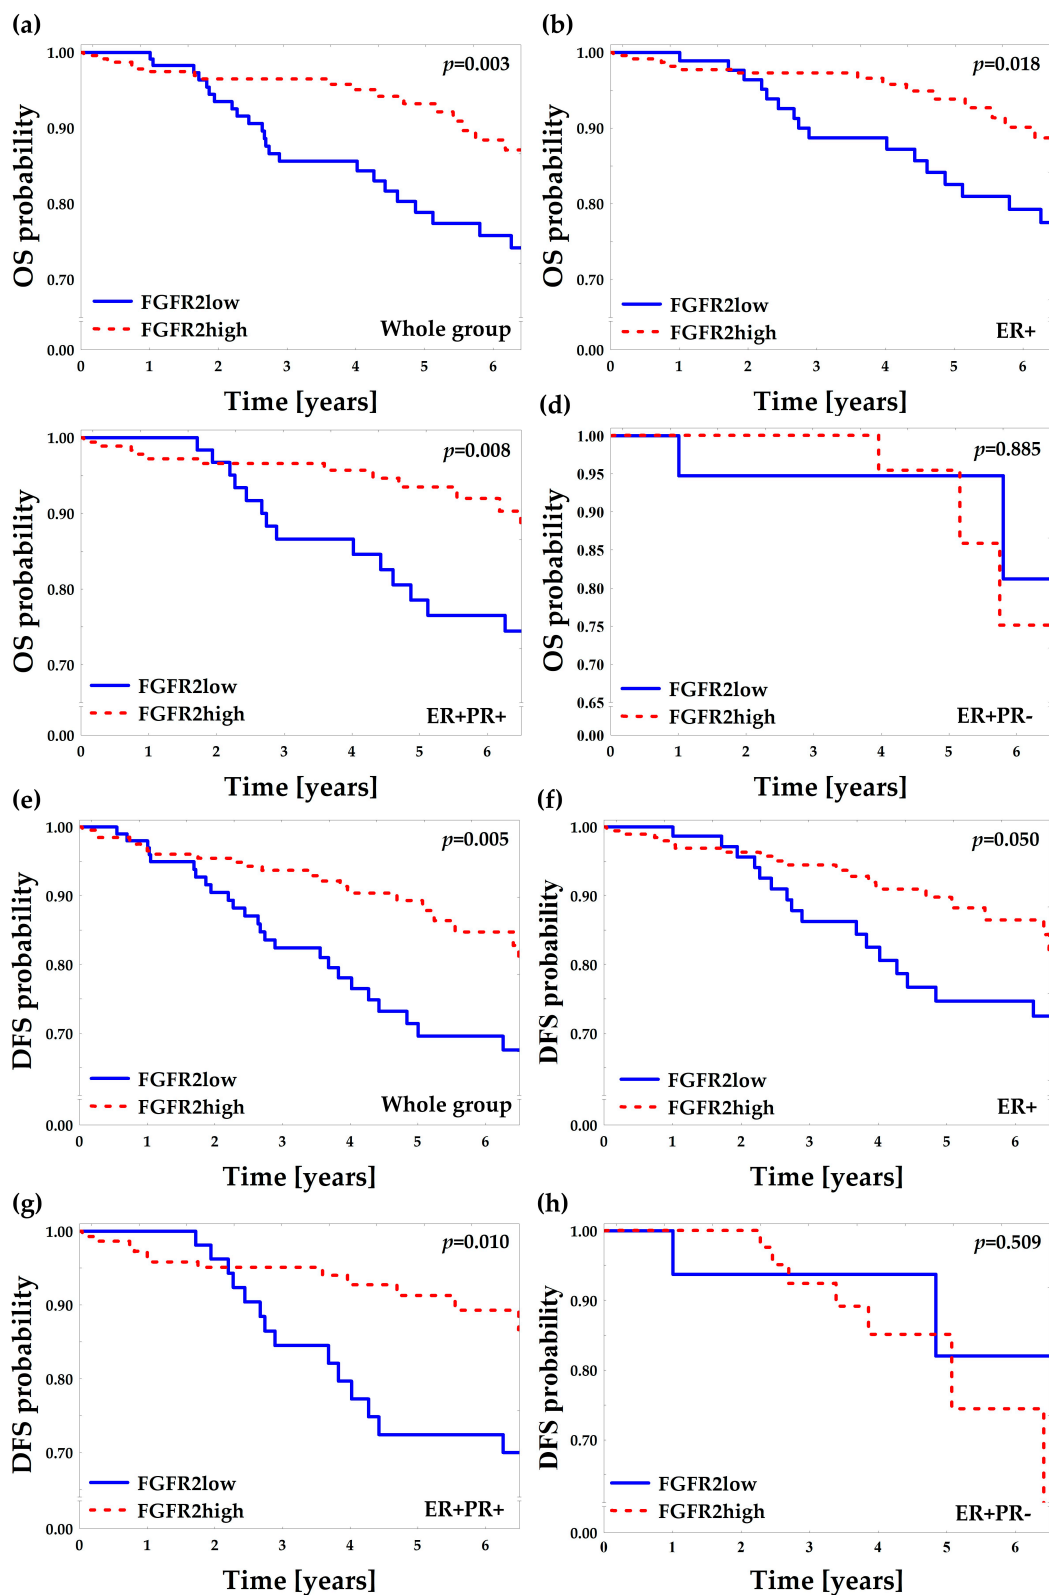 (a)
1.00
0.90
0.80
0.70
0.00
OS probability
p=0.003
FGFR2low
FGFR2high
Whole group
0 1 2 3 4 5 6
Time [years]
(b)
1.00
0.90
0.80
0.70
0.00
OS probability
p=0.018
FGFR2low
FGFR2high
ER+
0 1 2 3 4 5 6
Time [years]
1.00
0.90
0.80
0.70
0.00
OS probability
p=0.008
FGFR2low
FGFR2high
ER+PR+
0 1 2 3 4 5 6
Time [years]
(d)
1.00
0.95
0.90
0.85
0.80
0.75
0.70
0.65
0.00
OS probability
p=0.885
FGFR2low
FGFR2high
ER+PR-
0 1 2 3 4 5 6
Time [years]
(e)
1.00
0.90
0.80
0.70
0.00
DFS probability
p=0.005
FGFR2low
FGFR2high
Whole group
0 1 2 3 4 5 6
Time [years]
(f)
1.00
0.90
0.80
0.70
0.00
DFS probability
p=0.050
FGFR2low
FGFR2high
ER+
0 1 2 3 4 5 6
Time [years]
(g)
1.00
0.90
0.80
0.70
0.00
DFS probability
p=0.010
FGFR2low
FGFR2high
ER+PR+
0 1 2 3 4 5 6
Time [years]
(h)
1.00
0.90
0.80
0.70
0.00
DFS probability
p=0.509
FGFR2low
FGFR2high
ER+PR-
0 1 2 3 4 5 6
Time [years]